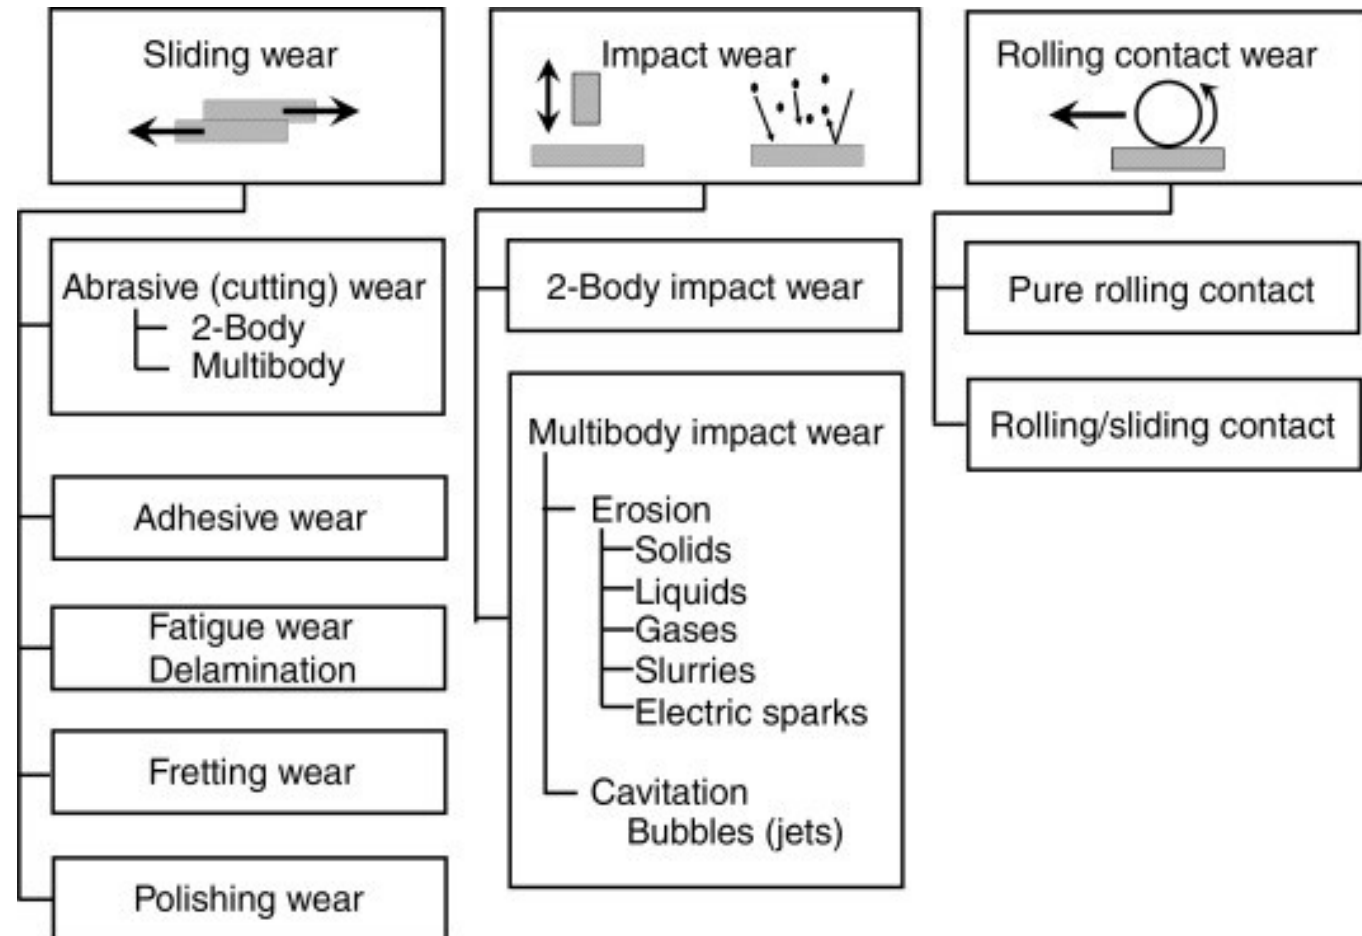 Sliding wear
Abrasive (cutting) wear
2-Body
Multibody
Adhesive wear
Fatigue wear
Delamination
Fretting wear
Polishing wear
Impact wear
2-Body impact wear
Multibody impact wear
Erosion
Solids
Liquids
Gases
Slurries
Electric sparks
Cavitation
Bubbles (jets)
Rolling contact wear
Pure rolling contact
Rolling/sliding contact